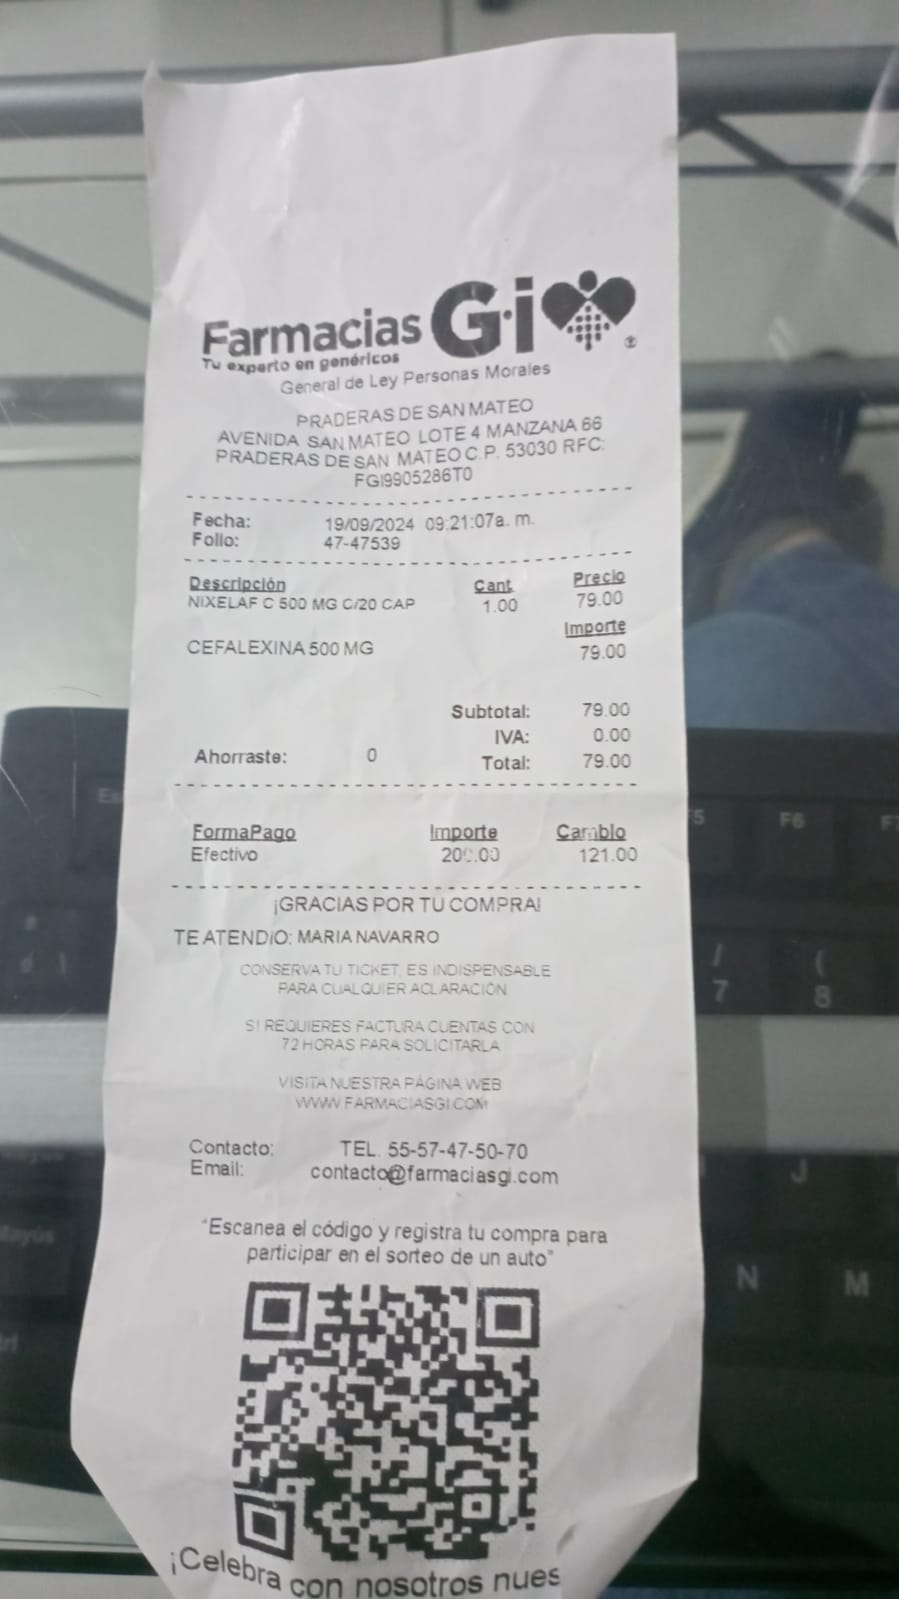 Farmacias G·i
Tu experto en genéricos
General de Ley Personas Morales
PRADERAS DE SAN MATEO
AVENIDA SAN MATEO LOTE 4 MANZANA 66
PRADERAS DE SAN MATEO C.P. 53030 RFC:
FGI9905286T0
Fecha: 19/09/2024 09:21:07a. m.
Folio: 47-47539
Descripción Cant Precio
NIXELAF C 500 MG C/20 CAP 1.00 79.00
Importe
CEFALEXINA 500 MG 79.00
Subtotal: 79.00
IVA: 0.00
Ahorraste: 0 Total: 79.00
FormaPago Importe Cambio
Efectivo 200.00 121.00
¡GRACIAS POR TU COMPRA!
TE ATENDIO: MARIA NAVARRO
CONSERVA TU TICKET, ES INDISPENSABLE
PARA CUALQUIER ACLARACIÓN
SI REQUIERES FACTURA CUENTAS CON
72 HORAS PARA SOLICITARLA
VISITA NUESTRA PÁGINA WEB
WWW.FARMACIASGI.COM
Contacto: TEL. 55-57-47-50-70
Email: contacto@farmaciasgi.com
"Escanea el código y registra tu compra para
participar en el sorteo de un auto"
¡Celebra con nosotros nues
F6
7
8
J
N
M